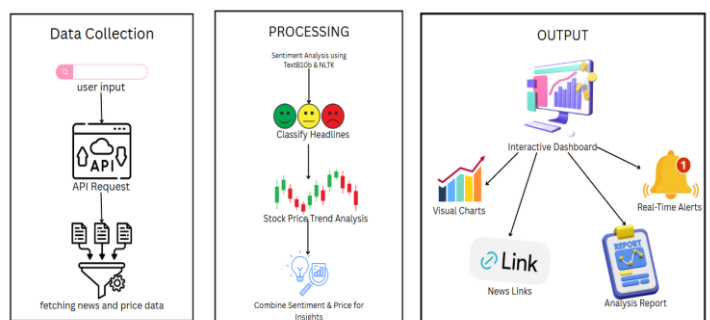 Data Collection
user input
API
API Request
fetching news and price data
PROCESSING
Sentiment Analysis using
TextBlOb & NLTK
Classify Headlines
Stock Price Trend Analysis
Combine Sentiment & Price for
Insights
OUTPUT
Interactive Dashboard
Visual Charts
1
Real-Time Alerts
Link
News Links
REPORT
Analysis Report